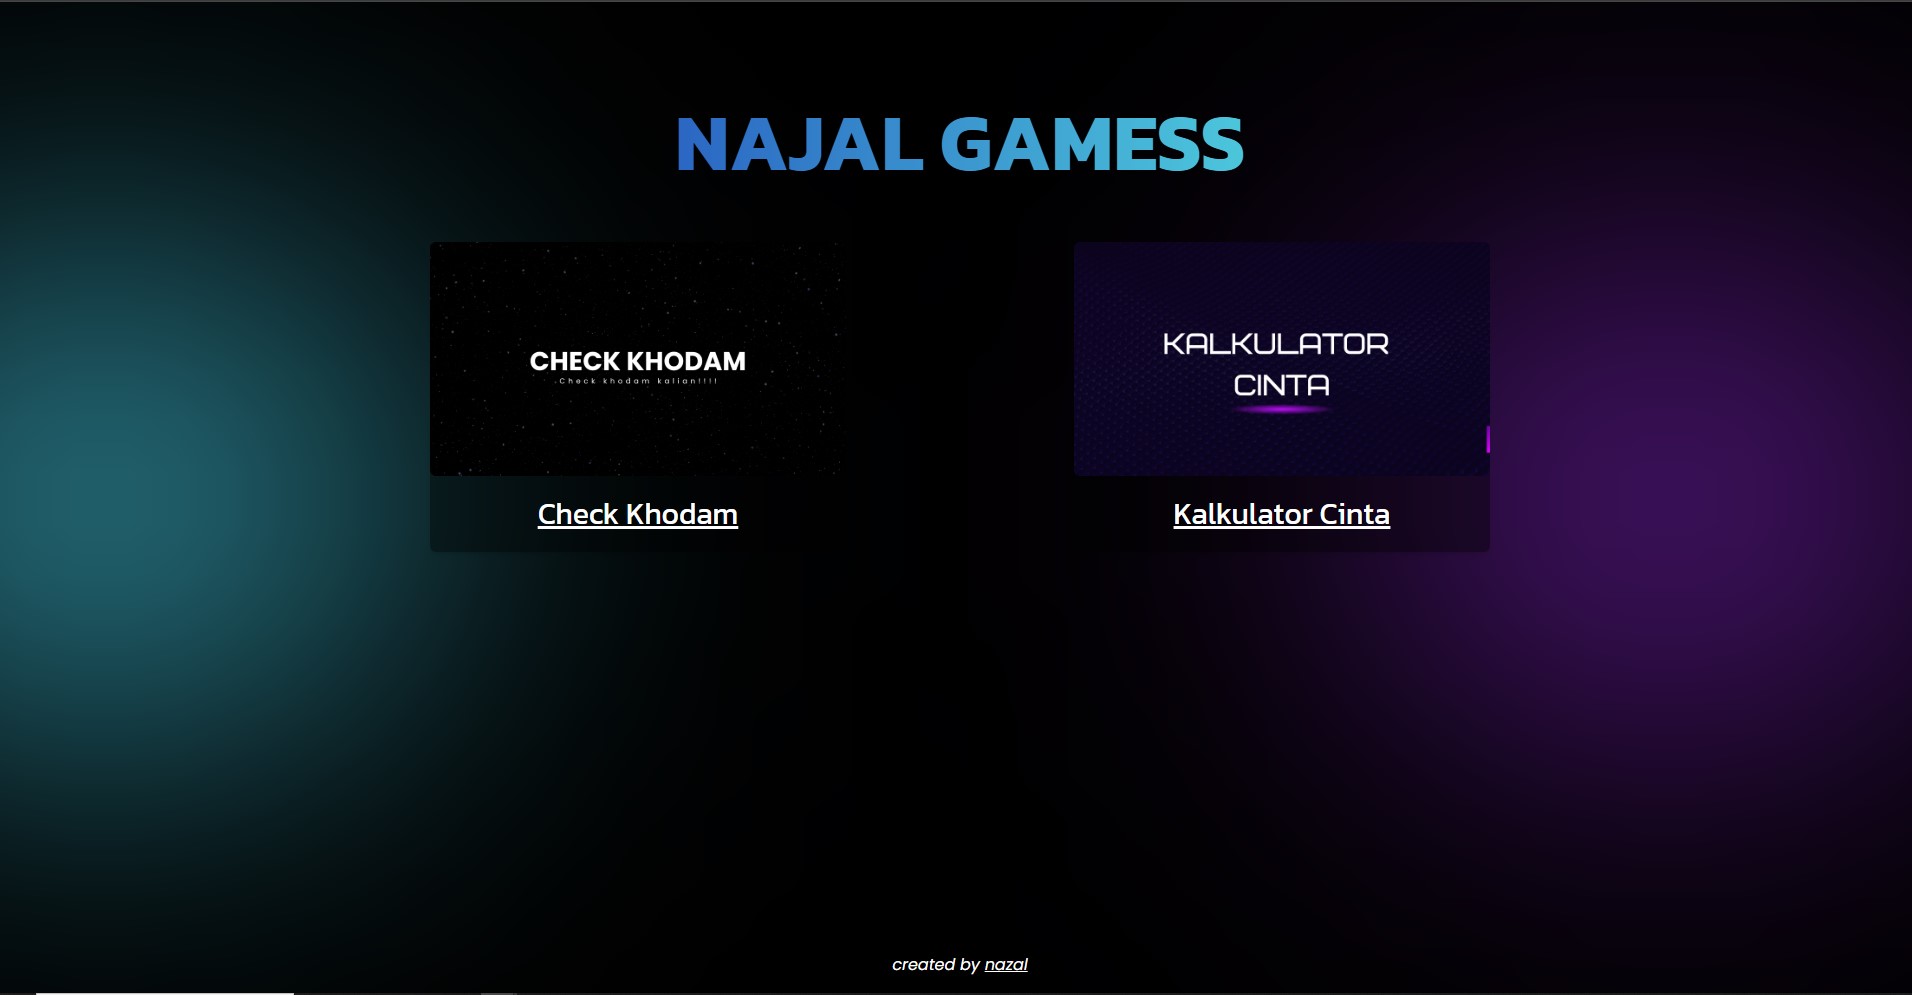 NAJAL GAMESS
CHECK KHODAM
Check khodam kalian!!!!
Check Khodam
KALKULATOR
CINTA
Kalkulator Cinta
created by nazal